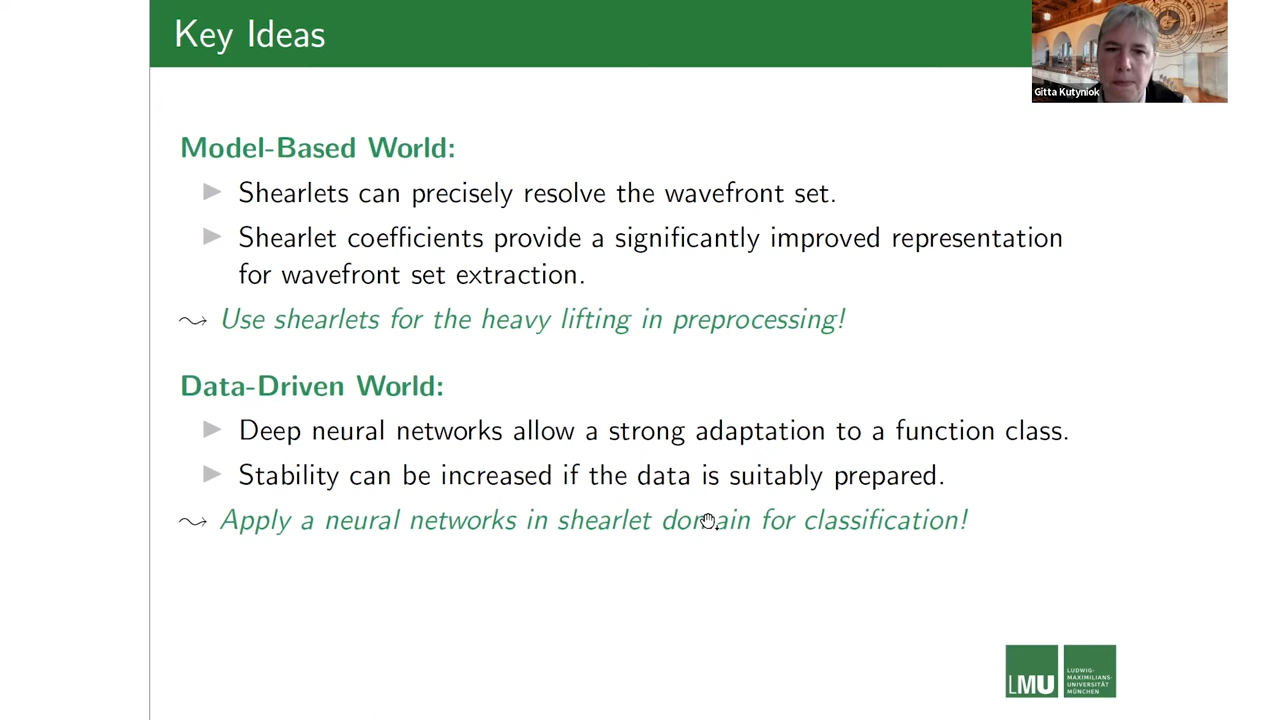 Key Ideas
Gitta Kutyniok
Model-Based World:
Shearlets can precisely resolve the wavefront set.
Shearlet coefficients provide a significantly improved representation
for wavefront set extraction.
Use shearlets for the heavy lifting in preprocessing!
Data-Driven World:
Deep neural networks allow a strong adaptation to a function class.
Stability can be increased if the data is suitably prepared.
Apply a neural networks in shearlet domain for classification!
LMU
LUDWIG-
MAXIMILIANS-
UNIVERSITÄT
MÜNCHEN